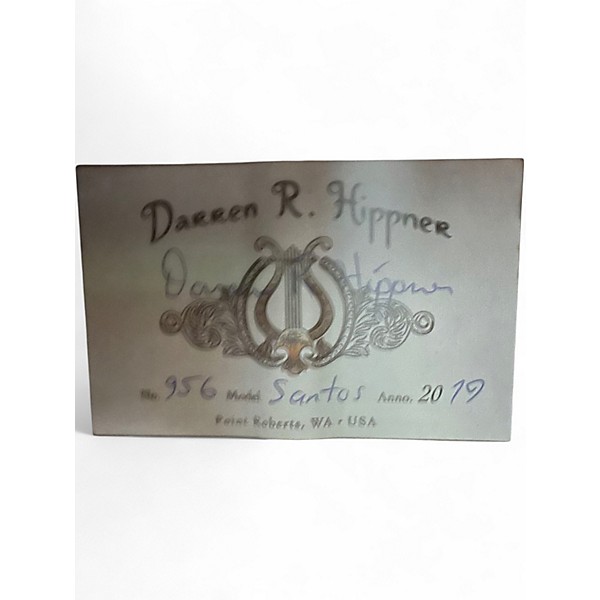 Darren R. Hippner
Darren R Hippner
No. 956 Model Santos Anno. 2019
Point Roberts, WA • USA